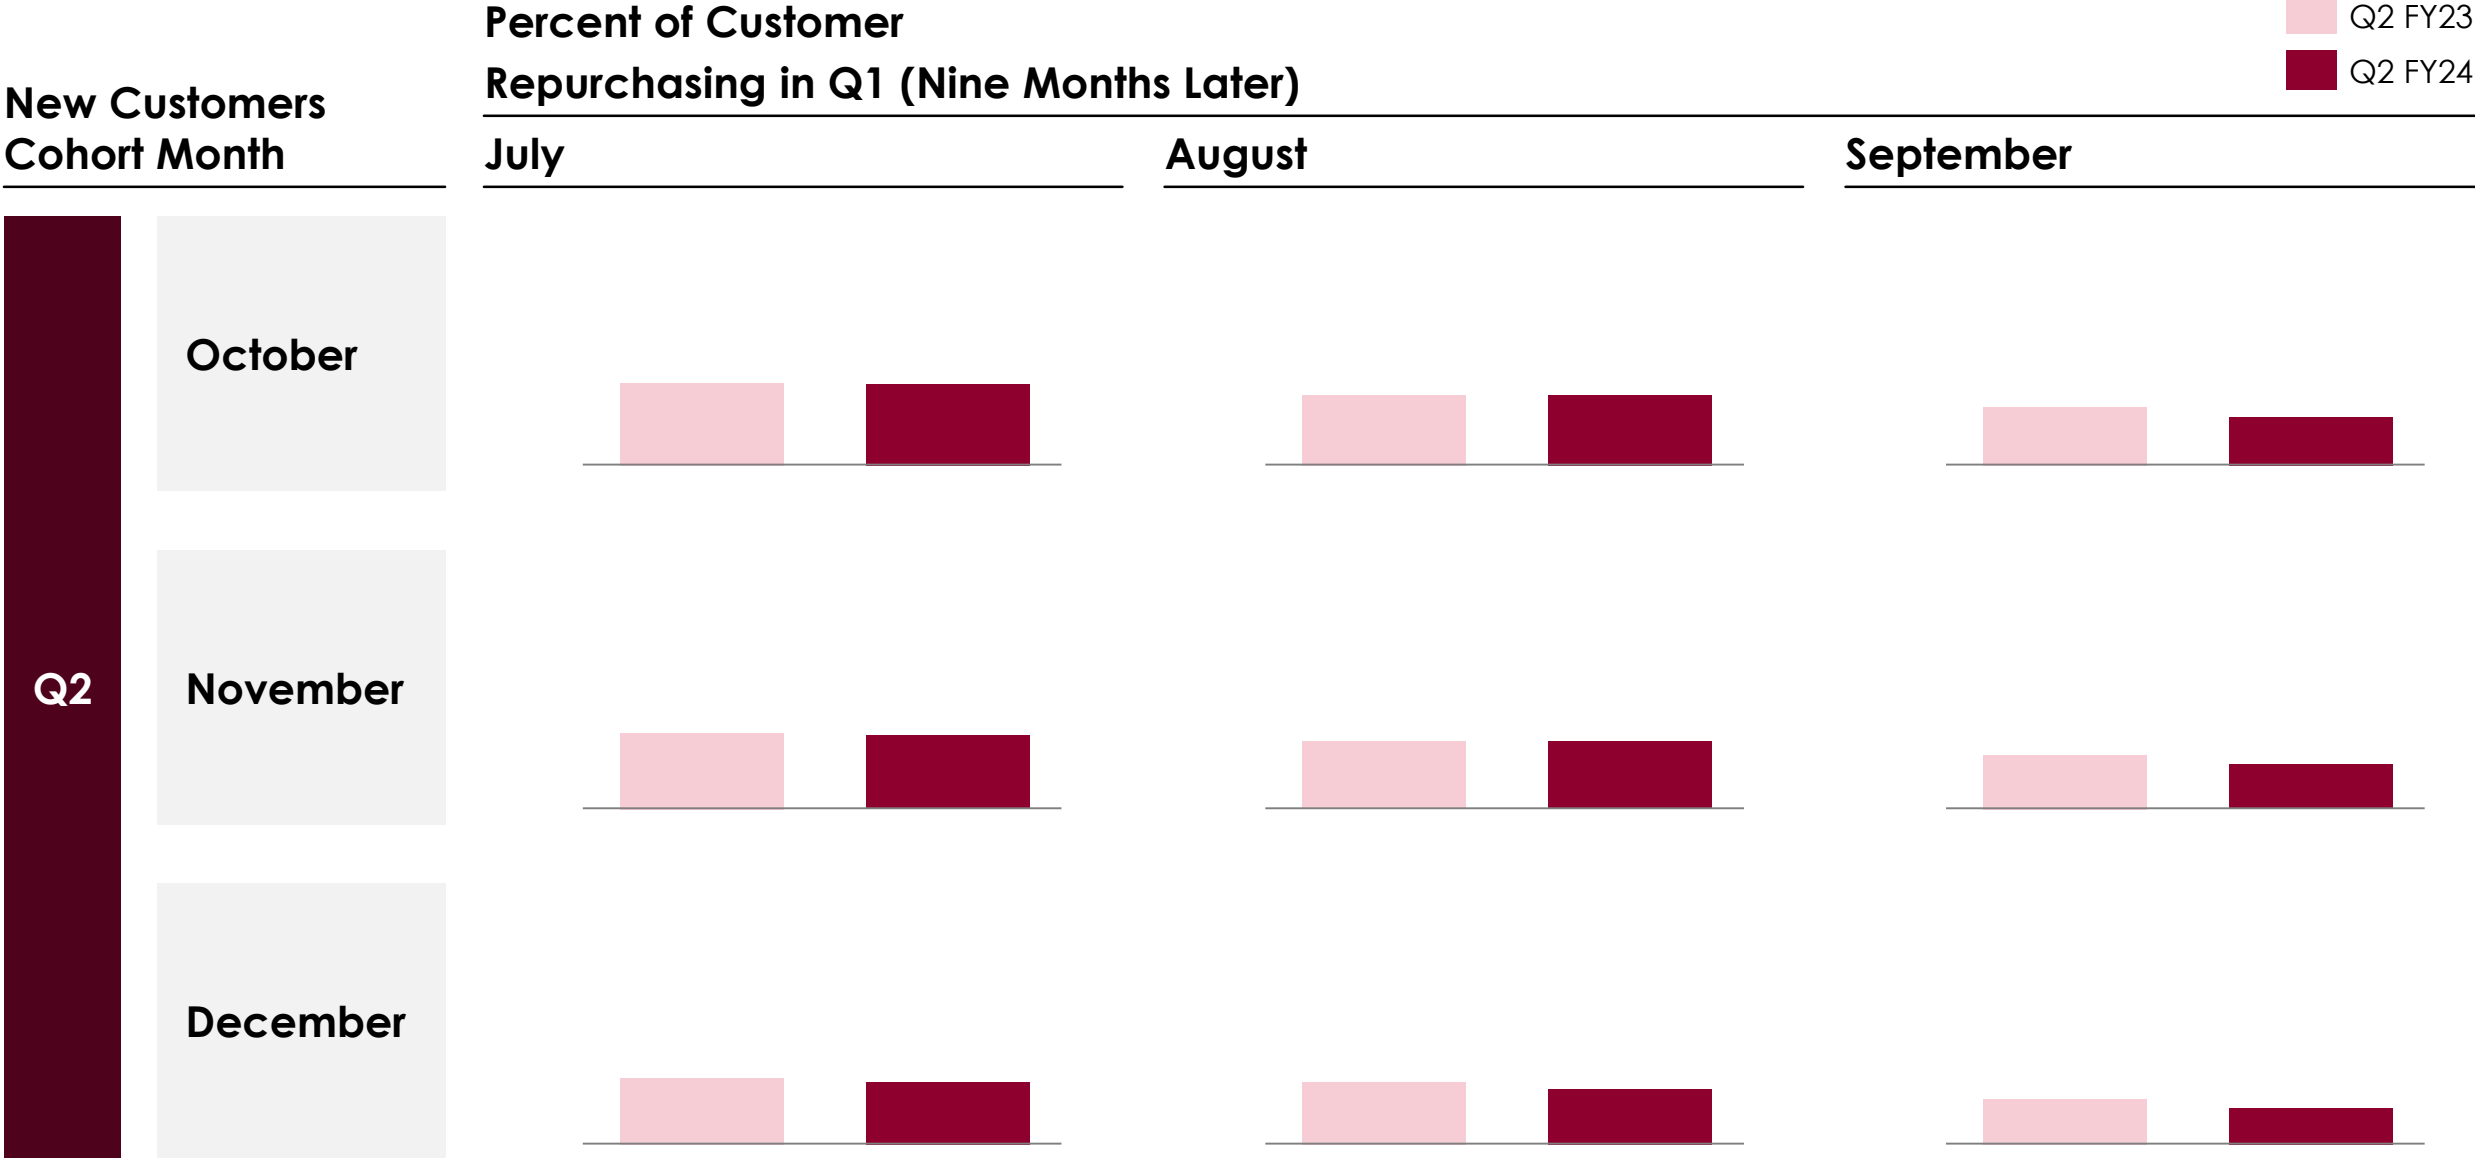 Percent of Customer
Repurchasing in Q1 (Nine Months Later)
Q2 FY23
Q2 FY24
New Customers
Cohort Month
July
August
September
Q2
October
November
December